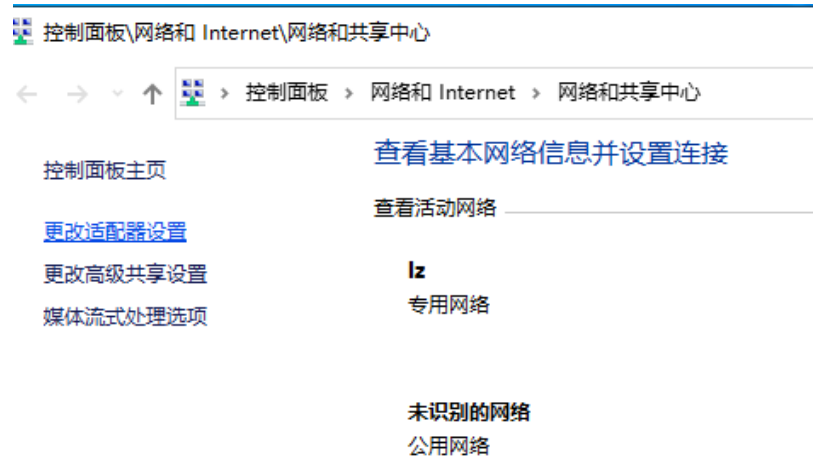 控制面板\网络和 Internet\网络和共享中心
控制面板 › 网络和 Internet › 网络和共享中心
控制面板主页
更改适配器设置
更改高级共享设置
媒体流式处理选项
查看基本网络信息并设置连接
查看活动网络
lz
专用网络
未识别的网络
公用网络